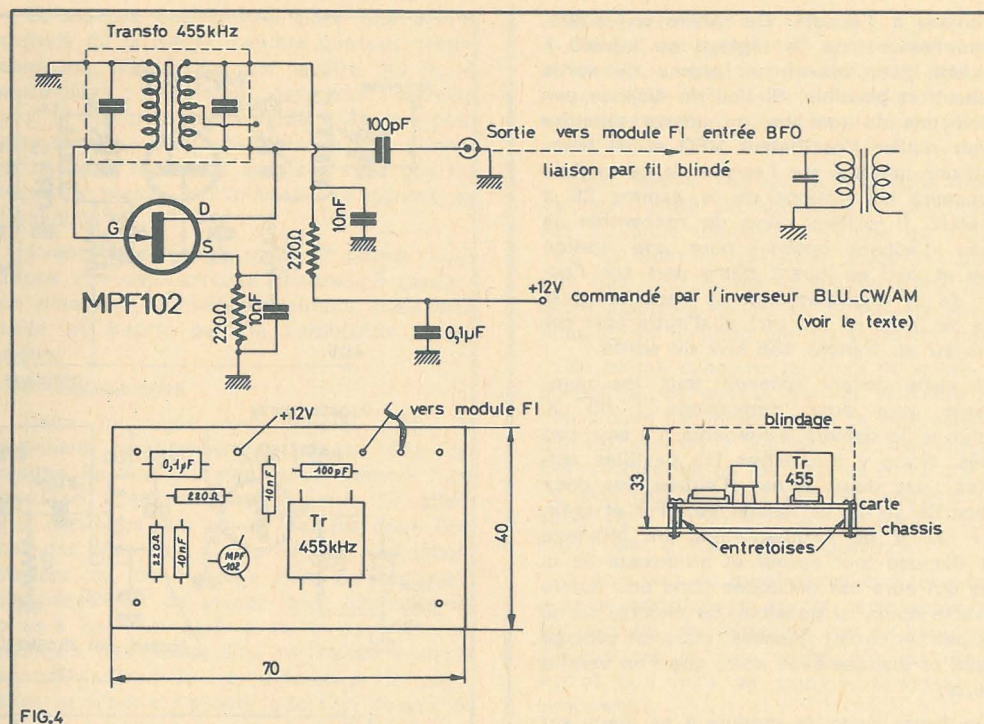 Transfo 455kHz
100pF
Sortie vers module FI entrée BFO
liaison par fil blindé
D
G
S
10nF
220Ω
MPF102
220Ω
10nF
+12V
commandé par l'inverseur BLU_CW/AM
(voir le texte)
0,1µF
+12V
vers module FI
0,1µF
220Ω
10nF
100pF
220Ω
10nF
MPF
102
Tr
455kHz
40
70
blindage
33
Tr
455
carte
chassis
entretoises
FIG.4